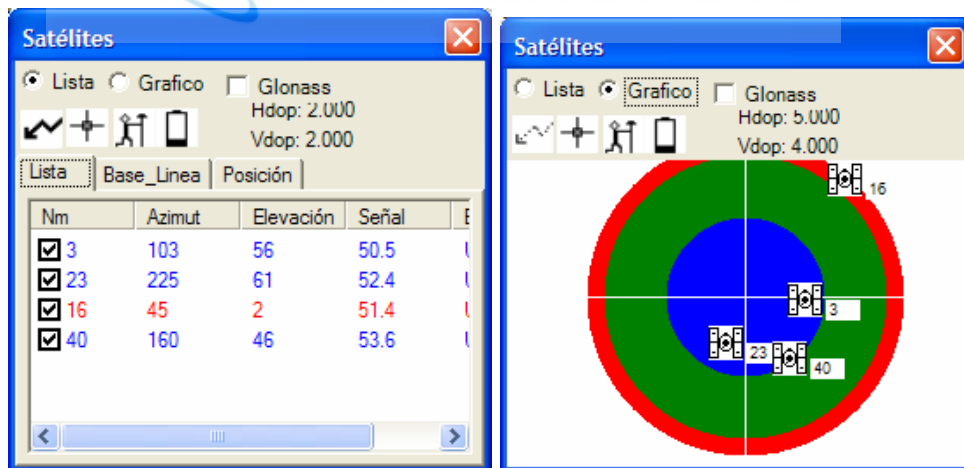 Satélites
Lista Grafico Glonass
Hdop: 2.000
Vdop: 2.000
Lista Base_Linea Posición
Nm Azimut Elevación Señal
3 103 56 50.5
23 225 61 52.4
16 45 2 51.4
40 160 46 53.6
Satélites
Lista Grafico Glonass
Hdop: 5.000
Vdop: 4.000
16
3
23
40